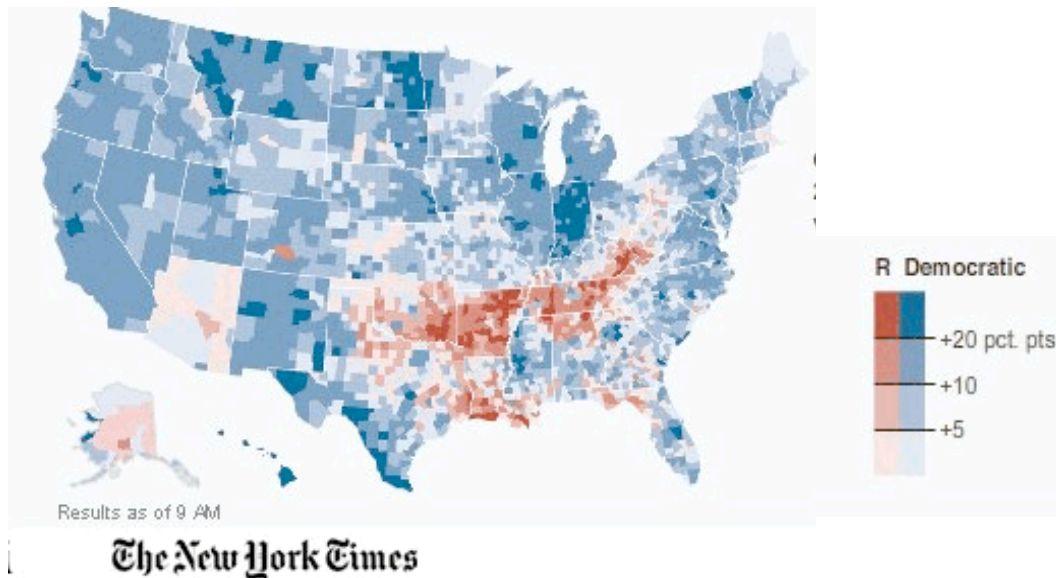 R Democratic
+20 pct. pts
+10
+5
Results as of 9 AM
The New York Times